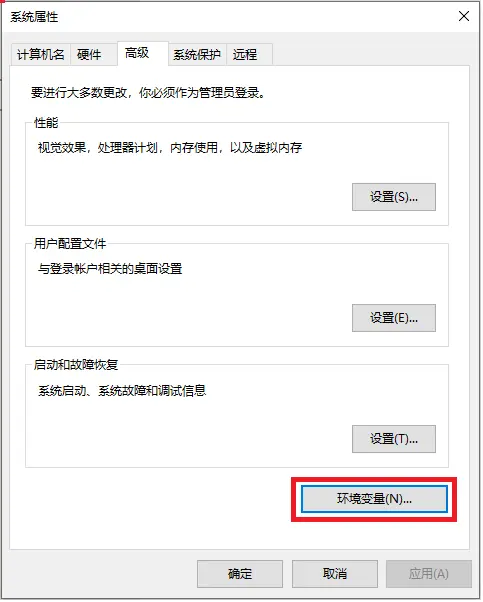 系统属性
计算机名 硬件 高级 系统保护 远程
要进行大多数更改，你必须作为管理员登录。
性能
视觉效果，处理器计划，内存使用，以及虚拟内存
设置(S)...
用户配置文件
与登录帐户相关的桌面设置
设置(E)...
启动和故障恢复
系统启动、系统故障和调试信息
设置(T)...
环境变量(N)...
确定 取消 应用(A)